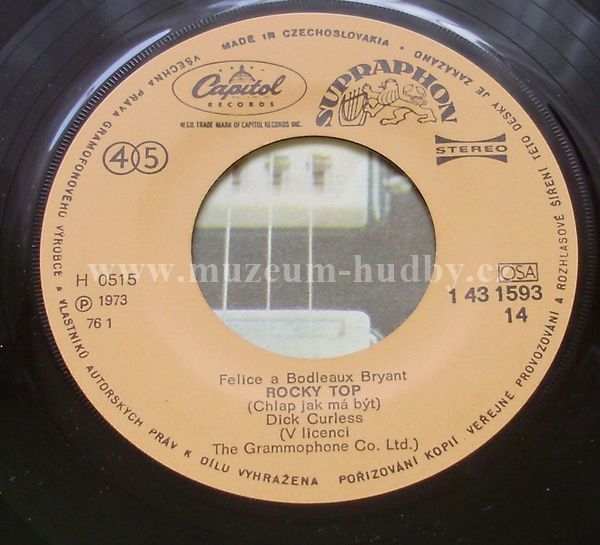 VŠECHNA PRÁVA GRAMOFONOVÉHO VÝROBCE A VLASTNÍKŮ AUTORSKÝCH PRÁV K DÍLU VYHRAŽENA POŘIZOVÁNÍ KOPIÍ, VEŘEJNÉ PROVOZOVÁNÍ A ROZHLASOVÉ ŠÍŘENÍ TÉTO DESKY JE ZAKÁZÁNO •
MADE IN CZECHOSLOVAKIA •
Capitol
RECORDS
REG. TRADE MARK OF CAPITOL RECORDS INC.
SUPRAPHON
45
STEREO
www.muzeum-hudby.cz
H 0515
℗ 1973
76 1
OSA
1 43 1593
14
Felice a Bodleaux Bryant
ROCKY TOP
(Chlap jak má být)
Dick Curless
(V licenci
The Grammophone Co. Ltd.)